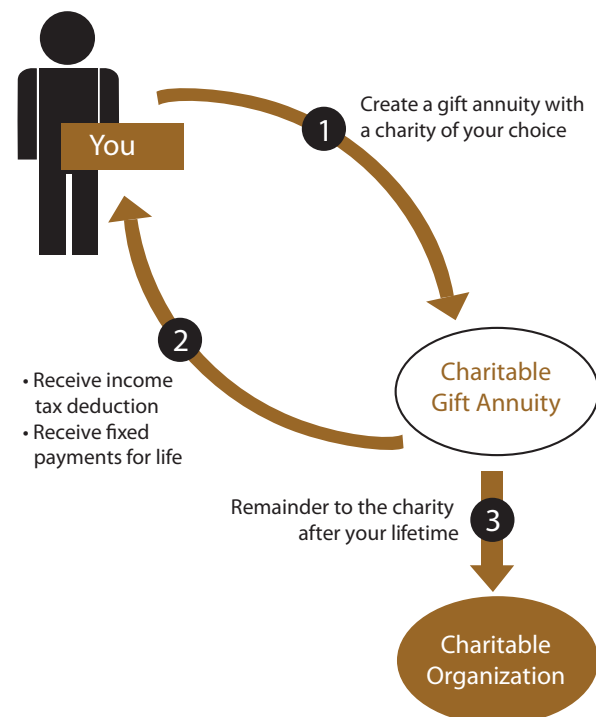 You
1
Create a gift annuity with
a charity of your choice
2
• Receive income
tax deduction
• Receive fixed
payments for life
Charitable
Gift Annuity
Remainder to the charity
after your lifetime
3
Charitable
Organization